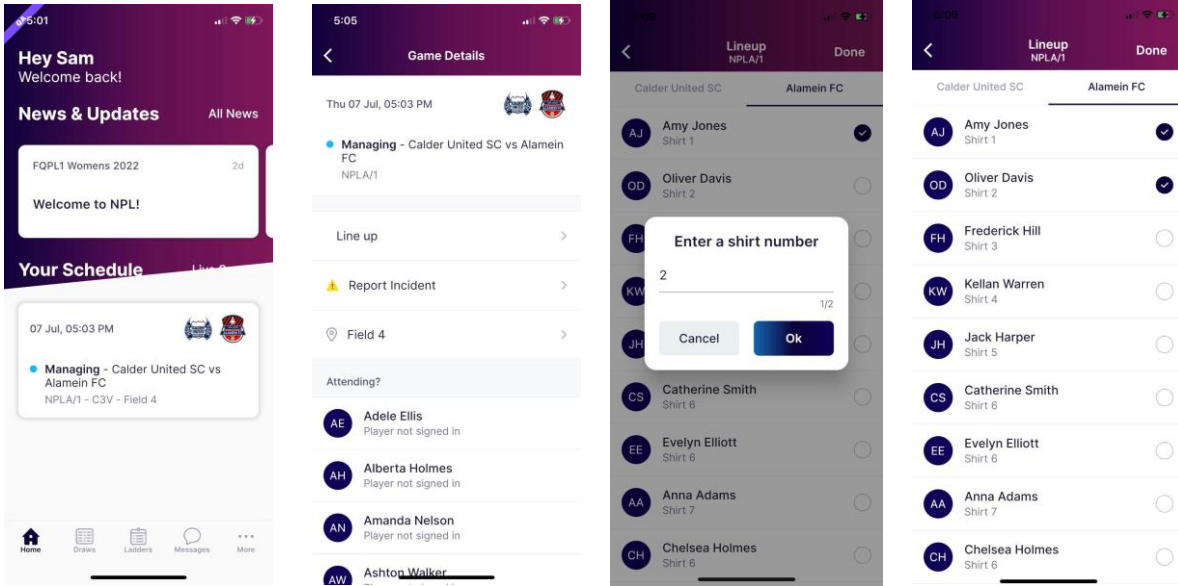 5:01
Hey Sam
Welcome back!
News & Updates
All News
FQPL1 Womens 2022
2d
Welcome to NPL!
Your Schedule
07 Jul, 05:03 PM
Managing - Calder United SC vs
Alamein FC
NPLA/1 - C3V - Field 4
Home
Draws
Ladders
Messages
More
5:05
Game Details
Thu 07 Jul, 05:03 PM
Managing - Calder United SC vs Alamein
FC
NPLA/1
Line up
Report Incident
Field 4
Attending?
AE
Adele Ellis
Player not signed in
AH
Alberta Holmes
Player not signed in
AN
Amanda Nelson
Player not signed in
AW
Ashton Walker
Lineup
NPLA/1
Done
Calder United SC
Alamein FC
AJ
Amy Jones
Shirt 1
OD
Oliver Davis
Shirt 2
FH
KW
JH
Enter a shirt number
2
1/2
Cancel
Ok
CS
Catherine Smith
Shirt 6
EE
Evelyn Elliott
Shirt 6
AA
Anna Adams
Shirt 7
CH
Chelsea Holmes
Shirt 6
Lineup
NPLA/1
Done
Calder United SC
Alamein FC
AJ
Amy Jones
Shirt 1
OD
Oliver Davis
Shirt 2
FH
Frederick Hill
Shirt 3
KW
Kellan Warren
Shirt 4
JH
Jack Harper
Shirt 5
CS
Catherine Smith
Shirt 6
EE
Evelyn Elliott
Shirt 6
AA
Anna Adams
Shirt 7
CH
Chelsea Holmes
Shirt 6